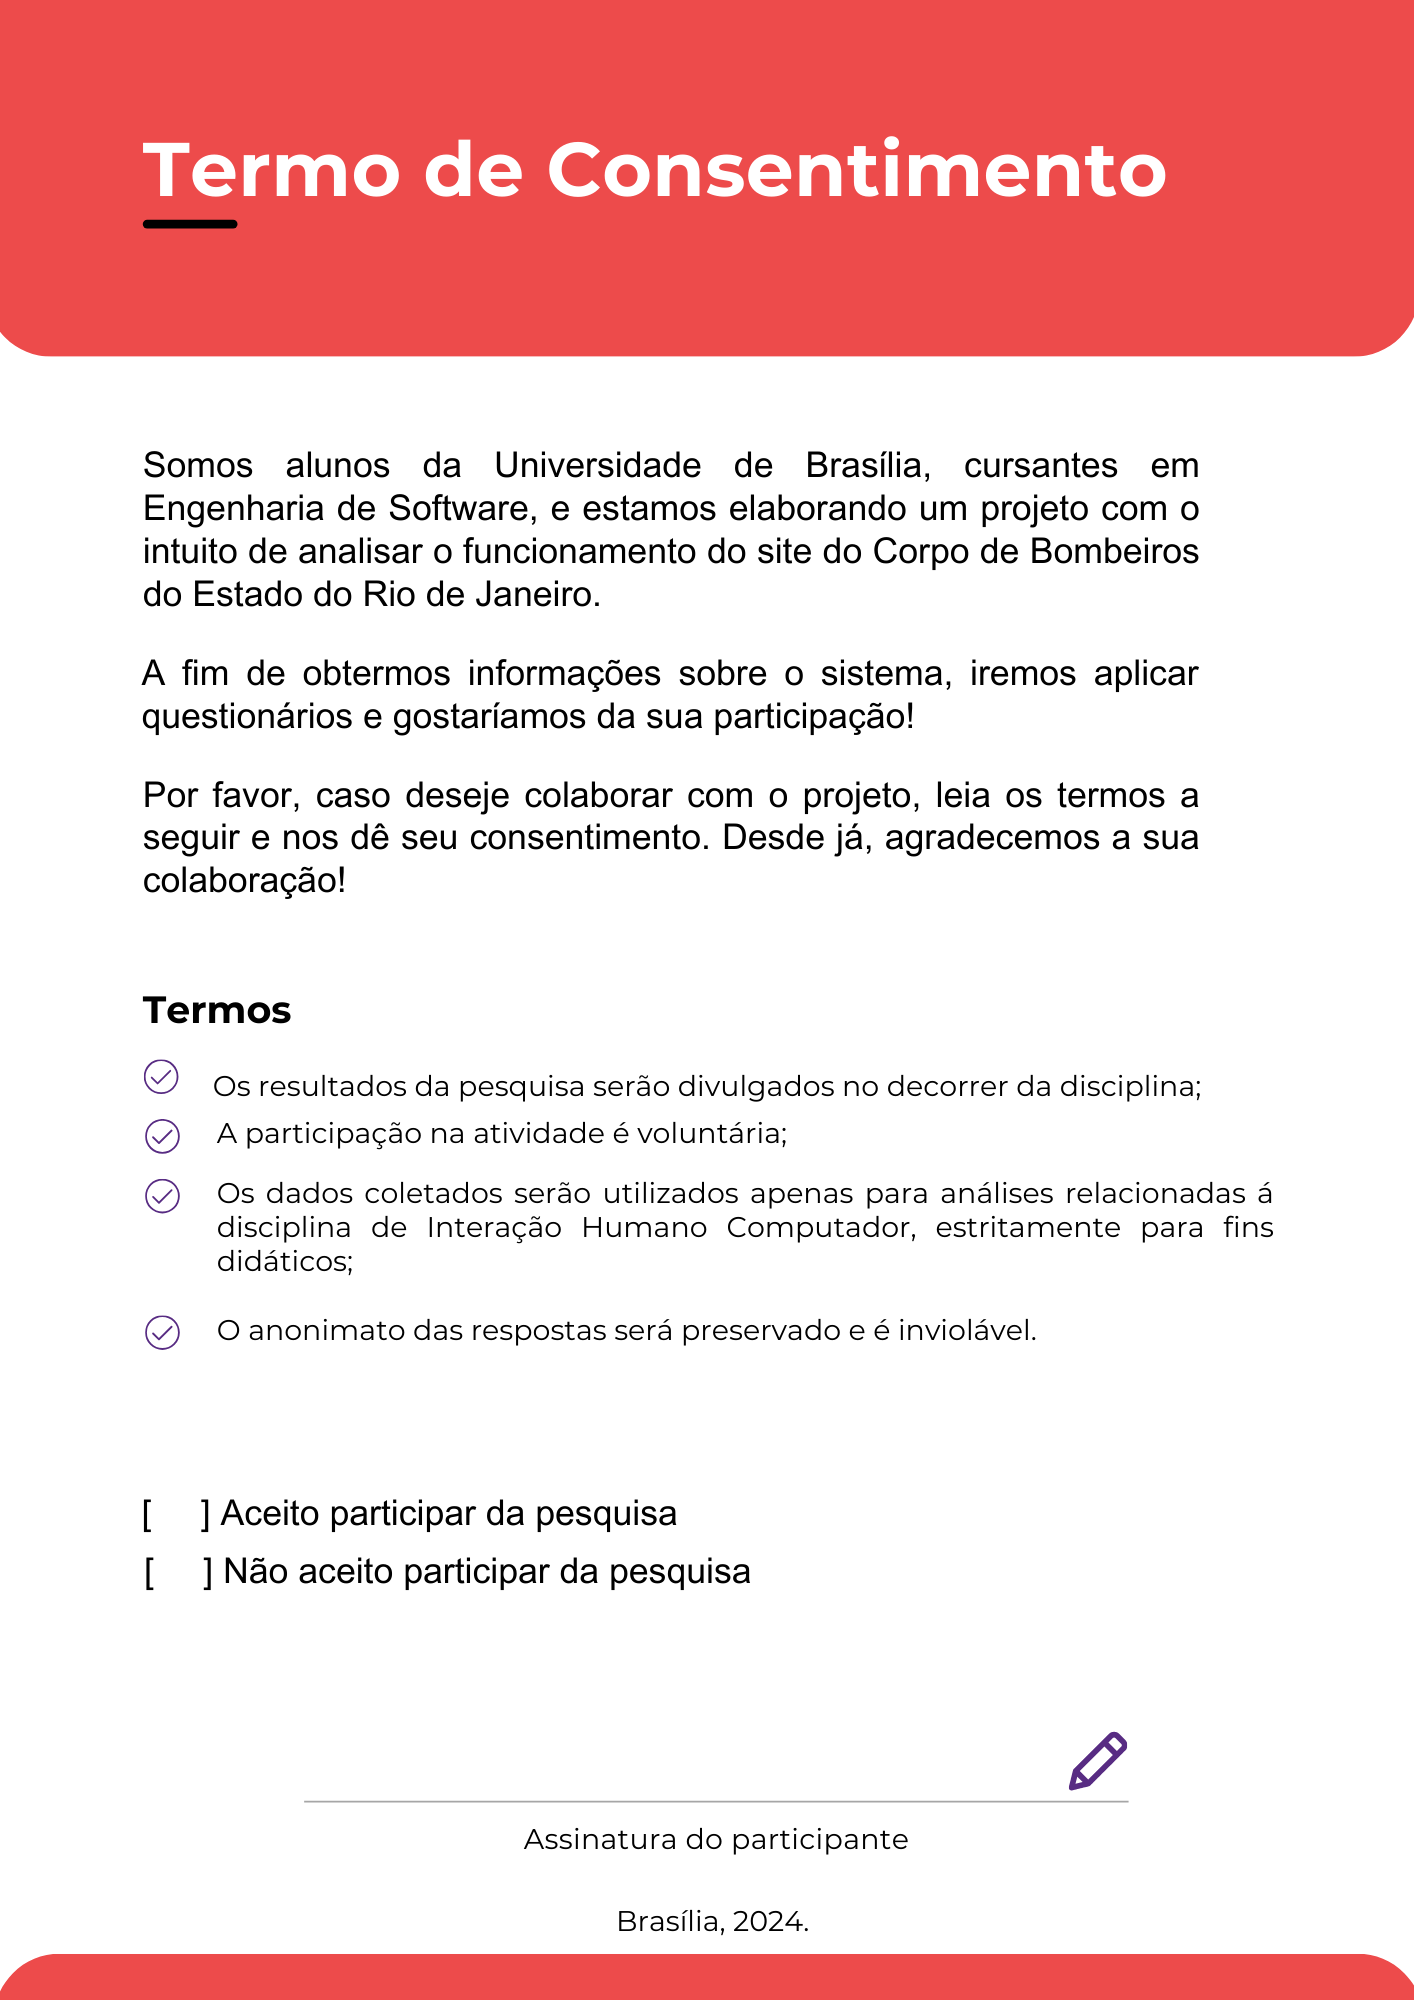 Termo de Consentimento
Somos alunos da Universidade de Brasília, cursantes em
Engenharia de Software, e estamos elaborando um projeto com o
intuito de analisar o funcionamento do site do Corpo de Bombeiros
do Estado do Rio de Janeiro.
A fim de obtermos informações sobre o sistema, iremos aplicar
questionários e gostaríamos da sua participação!
Por favor, caso deseje colaborar com o projeto, leia os termos a
seguir e nos dê seu consentimento. Desde já, agradecemos a sua
colaboração!
Termos
Os resultados da pesquisa serão divulgados no decorrer da disciplina;
A participação na atividade é voluntária;
Os dados coletados serão utilizados apenas para análises relacionadas á
disciplina de Interação Humano Computador, estritamente para fins
didáticos;
O anonimato das respostas será preservado e é inviolável.
[ ] Aceito participar da pesquisa
[ ] Não aceito participar da pesquisa
Assinatura do participante
Brasília, 2024.